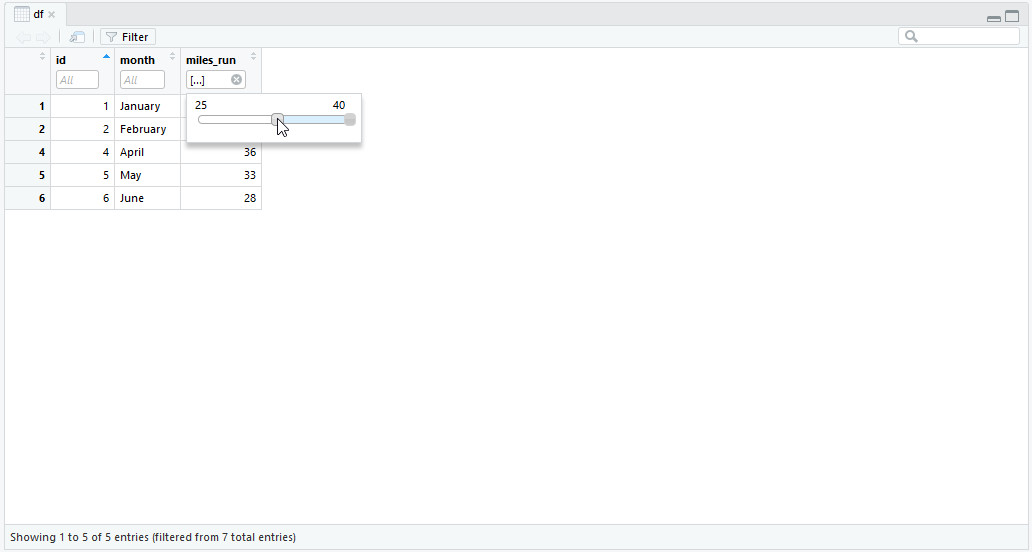 df
Filter
id month miles_run
All All [...]
25 40
1 1 January
2 2 February
4 4 April 36
5 5 May 33
6 6 June 28
Showing 1 to 5 of 5 entries (filtered from 7 total entries)